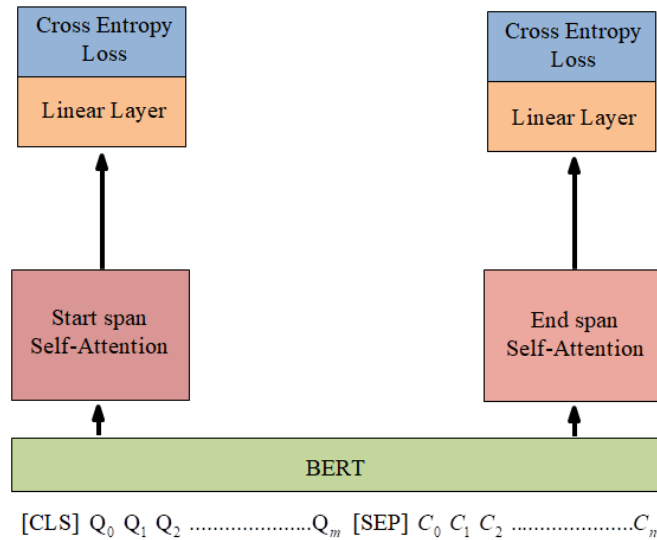 Cross Entropy
Loss
Linear Layer
Cross Entropy
Loss
Linear Layer
Start span
Self-Attention
End span
Self-Attention
BERT
[CLS] Q₀ Q₁ Q₂ ......................Qₘ [SEP] C₀ C₁ C₂ ......................Cₙ